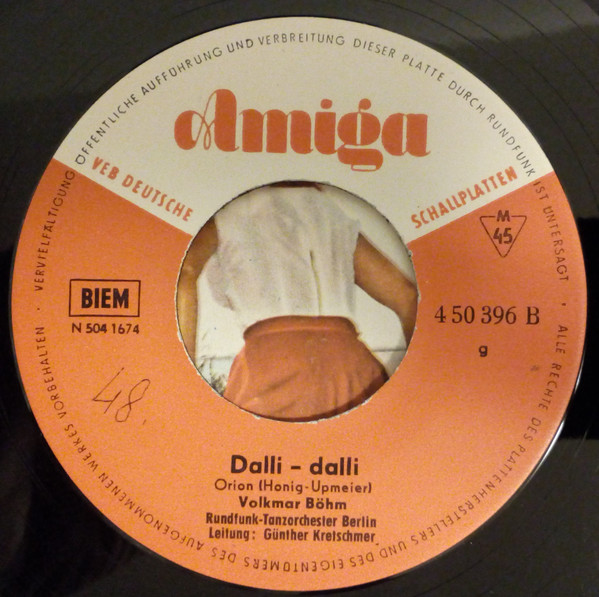 ÖFFENTLICHE AUFFÜHRUNG UND VERBREITUNG DIESER PLATTE DURCH RUNDFUNK IST UNTERSAGT · ALLE RECHTE DES PLATTENHERSTELLERS UND DES EIGENTÜMERS DES AUFGENOMMENEN WERKES VORBEHALTEN · VERVIELFÄLTIGUNG
Amiga
VEB DEUTSCHE
SCHALLPLATTEN
M
45
BIEM
N 504 1674
4 50 396 B
g
48.
Dalli - dalli
Orion (Honig-Upmeier)
Volkmar Böhm
Rundfunk-Tanzorchester Berlin
Leitung: Günther Kretschmer